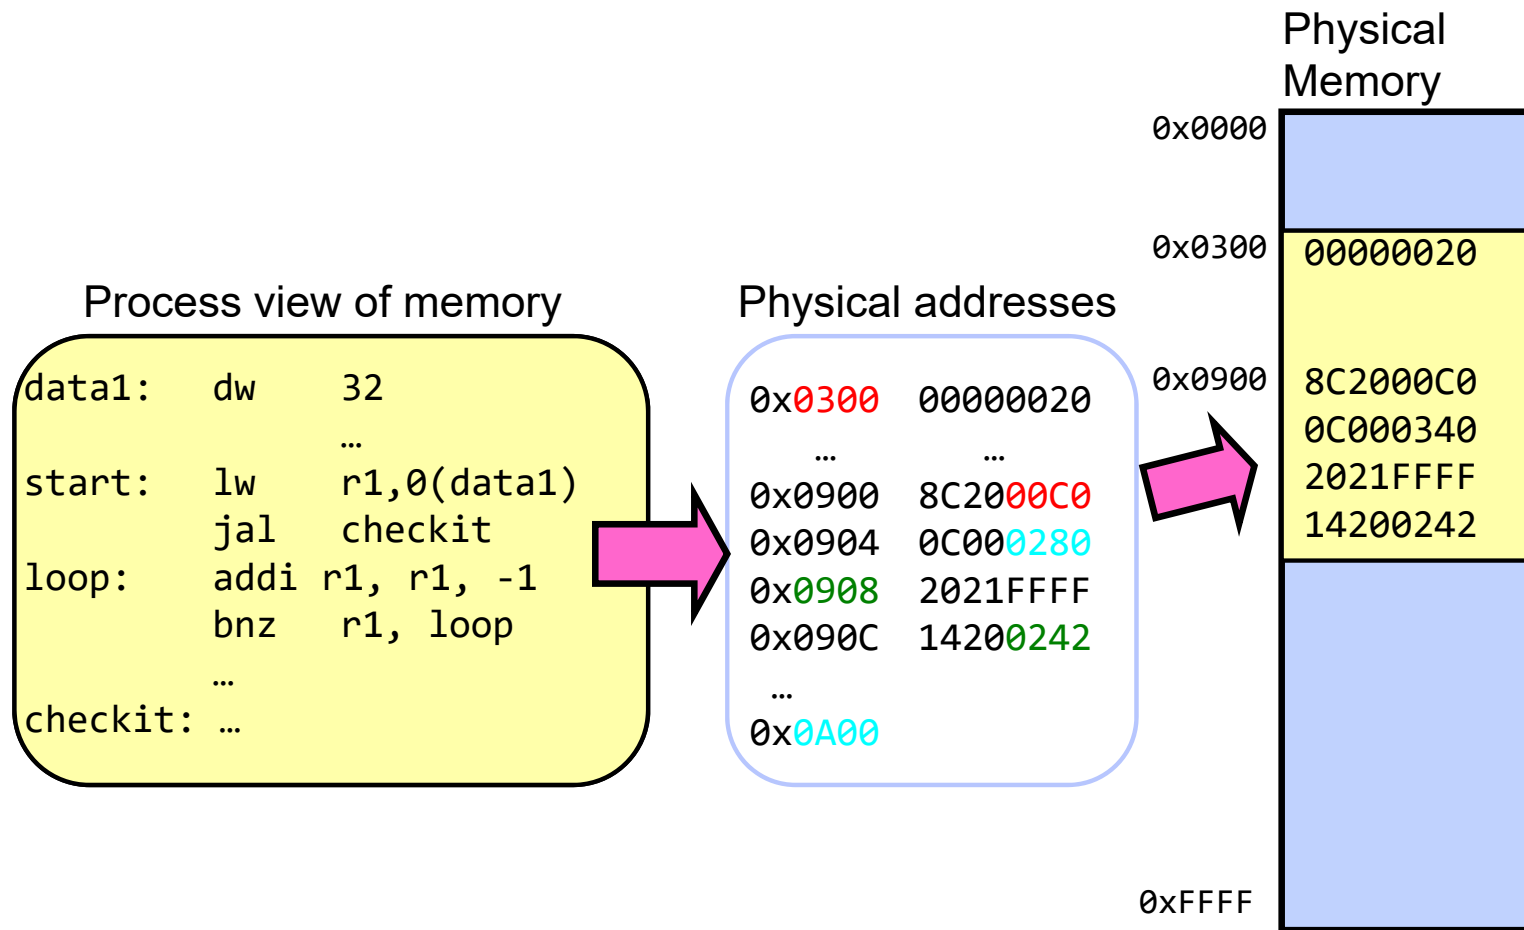 Process view of memory
data1: dw 32
…
start: lw r1,0(data1)
jal checkit
loop: addi r1, r1, -1
bnz r1, loop
…
checkit: …
Physical addresses
0x0300 00000020
… …
0x0900 8C2000C0
0x0904 0C000280
0x0908 2021FFFF
0x090C 14200242
…
0x0A00
Physical
Memory
0x0000
0x0300 00000020
0x0900 8C2000C0
0C000340
2021FFFF
14200242
0xFFFF